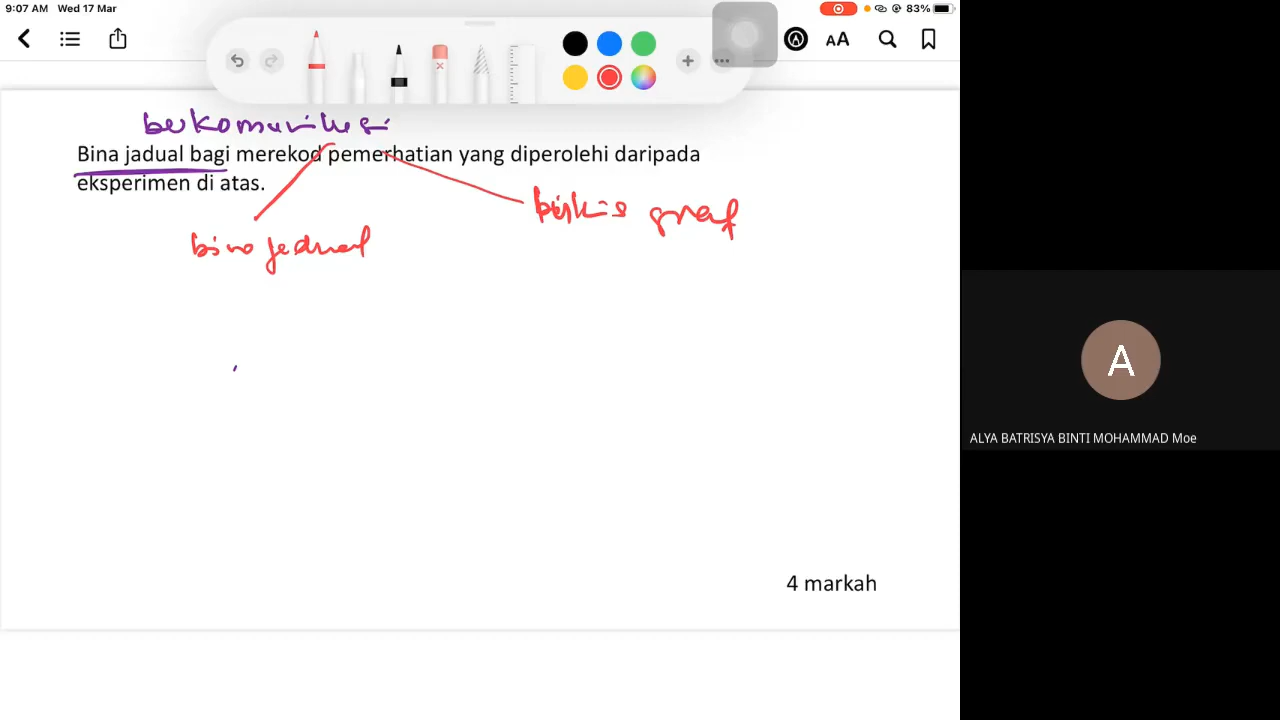 9:07 AM Wed 17 Mar
83%
AA
berkomunikasi
Bina jadual bagi merekod pemerhatian yang diperolehi daripada
eksperimen di atas.
graf
bina jadual
4 markah
A
ALYA BATRISYA BINTI MOHAMMAD Moe